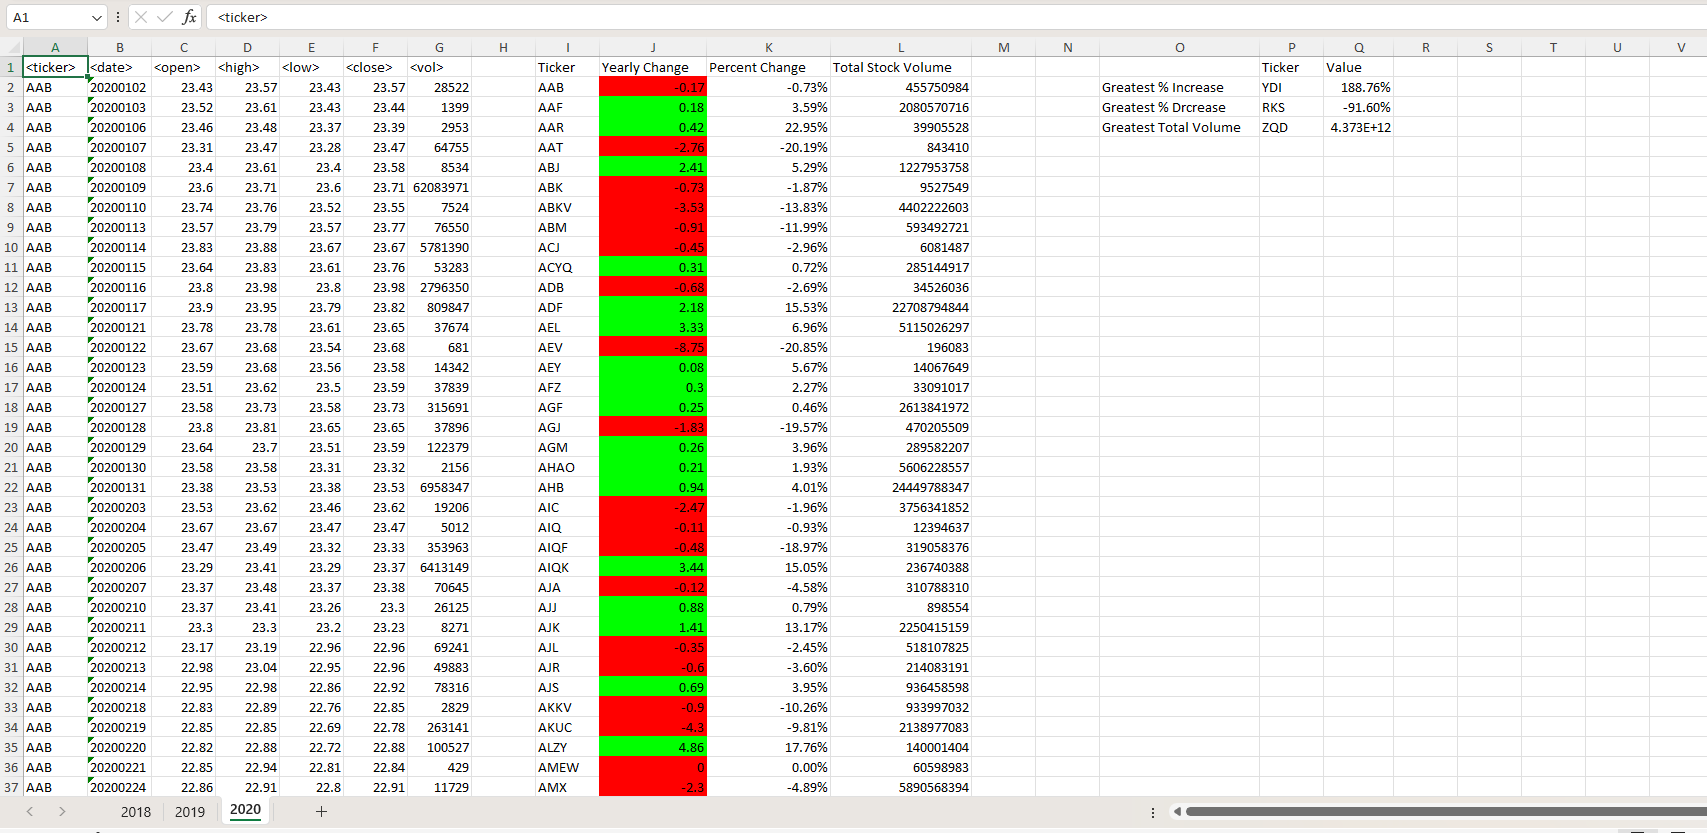 A1 fx <ticker>
A B C D E F G H I J K L M N O P Q R S T U V
1 <ticker> <date> <open> <high> <low> <close> <vol> Ticker Yearly Change Percent Change Total Stock Volume Ticker Value
2 AAB 20200102 23.43 23.57 23.43 23.57 28522 AAB -0.17 -0.73% 455750984 Greatest % Increase YDI 188.76%
3 AAB 20200103 23.52 23.61 23.43 23.44 1399 AAF 0.18 3.59% 2080570716 Greatest % Drcrease RKS -91.60%
4 AAB 20200106 23.46 23.48 23.37 23.39 2953 AAR 0.42 22.95% 39905528 Greatest Total Volume ZQD 4.373E+12
5 AAB 20200107 23.31 23.47 23.28 23.47 64755 AAT -2.76 -20.19% 843410
6 AAB 20200108 23.4 23.61 23.4 23.58 8534 ABJ 2.41 5.29% 1227953758
7 AAB 20200109 23.6 23.71 23.6 23.71 62083971 ABK -0.73 -1.87% 9527549
8 AAB 20200110 23.74 23.76 23.52 23.55 7524 ABKV -3.53 -13.83% 4402222603
9 AAB 20200113 23.57 23.79 23.57 23.77 76550 ABM -0.91 -11.99% 593492721
10 AAB 20200114 23.83 23.88 23.67 23.67 5781390 ACJ -0.45 -2.96% 6081487
11 AAB 20200115 23.64 23.83 23.61 23.76 53283 ACYQ 0.31 0.72% 285144917
12 AAB 20200116 23.8 23.98 23.8 23.98 2796350 ADB -0.68 -2.69% 34526036
13 AAB 20200117 23.9 23.95 23.79 23.82 809847 ADF 2.18 15.53% 22708794844
14 AAB 20200121 23.78 23.78 23.61 23.65 37674 AEL 3.33 6.96% 5115026297
15 AAB 20200122 23.67 23.68 23.54 23.68 681 AEV -8.75 -20.85% 196083
16 AAB 20200123 23.59 23.68 23.56 23.58 14342 AEY 0.08 5.67% 14067649
17 AAB 20200124 23.51 23.62 23.5 23.59 37839 AFZ 0.3 2.27% 33091017
18 AAB 20200127 23.58 23.73 23.58 23.73 315691 AGF 0.25 0.46% 2613841972
19 AAB 20200128 23.8 23.81 23.65 23.65 37896 AGJ -1.83 -19.57% 470205509
20 AAB 20200129 23.64 23.7 23.51 23.59 122379 AGM 0.26 3.96% 289582207
21 AAB 20200130 23.58 23.58 23.31 23.32 2156 AHAO 0.21 1.93% 5606228557
22 AAB 20200131 23.38 23.53 23.38 23.53 6958347 AHB 0.94 4.01% 24449788347
23 AAB 20200203 23.53 23.62 23.46 23.62 19206 AIC -2.47 -1.96% 3756341852
24 AAB 20200204 23.67 23.67 23.47 23.47 5012 AIQ -0.11 -0.93% 12394637
25 AAB 20200205 23.47 23.49 23.32 23.33 353963 AIQF -0.48 -18.97% 319058376
26 AAB 20200206 23.29 23.41 23.29 23.37 6413149 AIQK 3.44 15.05% 236740388
27 AAB 20200207 23.37 23.48 23.37 23.38 70645 AJA -0.12 -4.58% 310788310
28 AAB 20200210 23.37 23.41 23.26 23.3 26125 AJJ 0.88 0.79% 898554
29 AAB 20200211 23.3 23.3 23.2 23.23 8271 AJK 1.41 13.17% 2250415159
30 AAB 20200212 23.17 23.19 22.96 22.96 69241 AJL -0.35 -2.45% 518107825
31 AAB 20200213 22.98 23.04 22.95 22.96 49883 AJR -0.6 -3.60% 214083191
32 AAB 20200214 22.95 22.98 22.86 22.92 78316 AJS 0.69 3.95% 936458598
33 AAB 20200218 22.83 22.89 22.76 22.85 2829 AKKV -0.9 -10.26% 933997032
34 AAB 20200219 22.85 22.85 22.69 22.78 263141 AKUC -4.3 -9.81% 2138977083
35 AAB 20200220 22.82 22.88 22.72 22.88 100527 ALZY 4.86 17.76% 140001404
36 AAB 20200221 22.85 22.94 22.81 22.84 429 AMEW 0 0.00% 60598983
37 AAB 20200224 22.86 22.91 22.8 22.91 11729 AMX -2.3 -4.89% 5890568394
2018 2019 2020